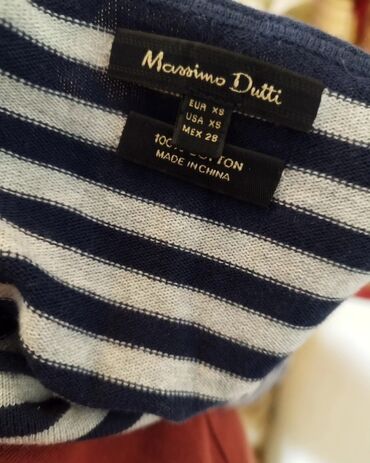 Massimo Dutti
EUR XS
USA XS
MEX 28
100% COTTON
MADE IN CHINA